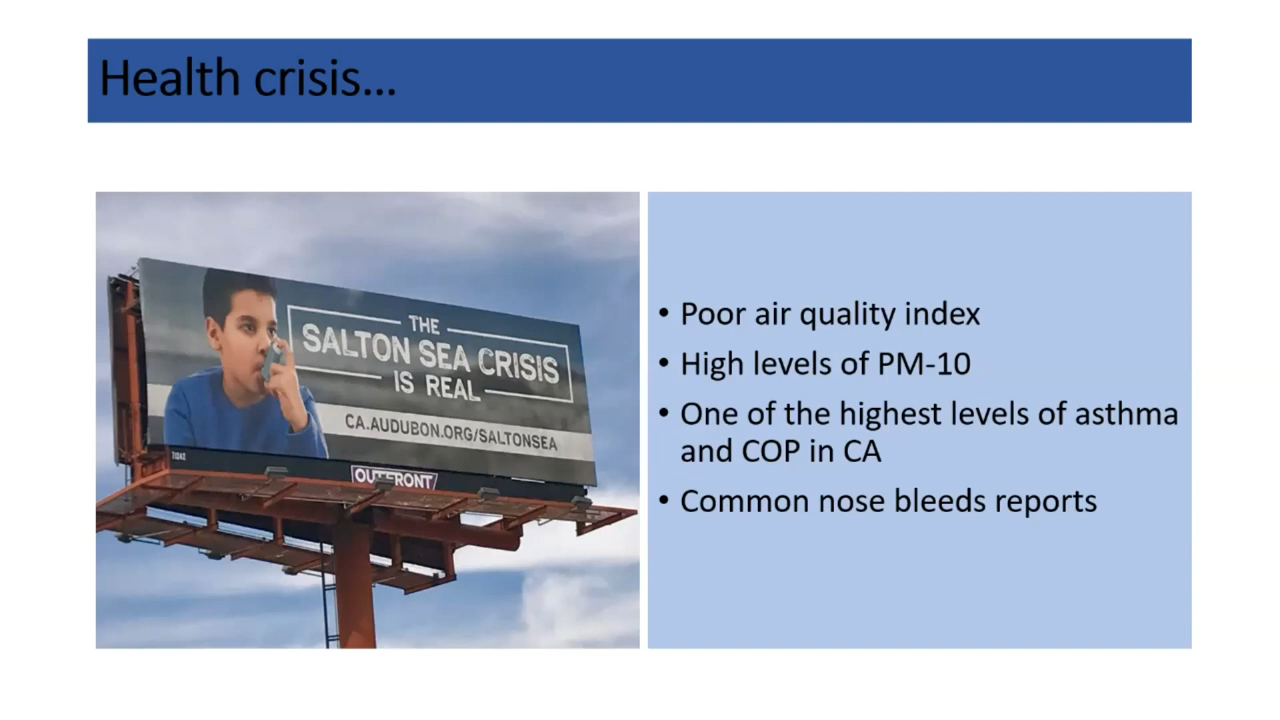 Health crisis...
THE
SALTON SEA CRISIS
IS REAL
CA.AUDUBON.ORG/SALTONSEA
OUTFRONT
• Poor air quality index
• High levels of PM-10
• One of the highest levels of asthma
and COP in CA
• Common nose bleeds reports